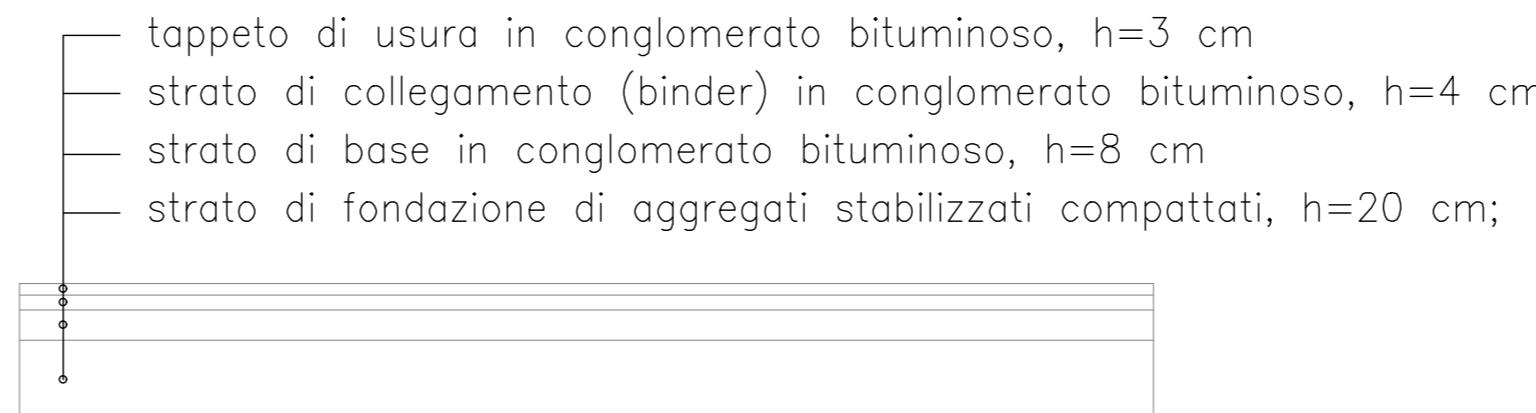 tappeto di usura in conglomerato bituminoso, h=3 cm
strato di collegamento (binder) in conglomerato bituminoso, h=4 cm
strato di base in conglomerato bituminoso, h=8 cm
strato di fondazione di aggregati stabilizzati compattati, h=20 cm;